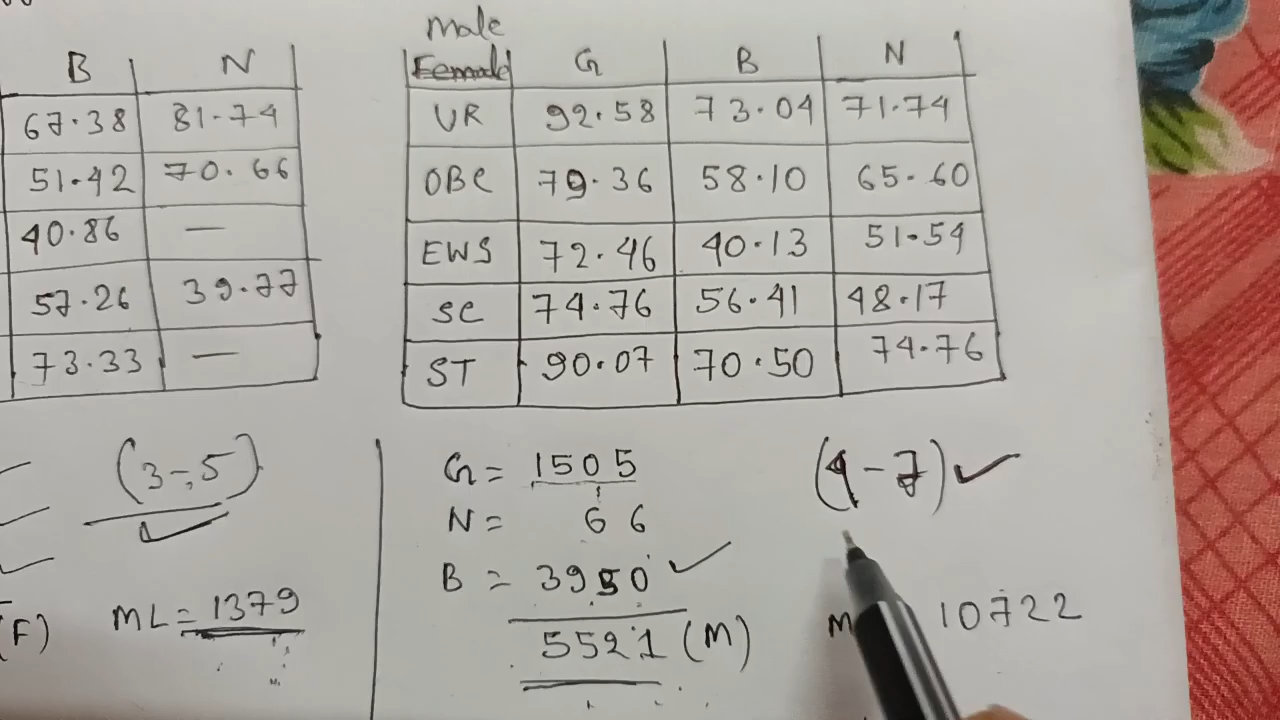 B N
67.38 81.74
51.42 70.66
40.86 —
57.26 39.77
73.33 —
(3-5)
(F) ML = 1379
Male
Female G B N
UR 92.58 73.04 71.74
OBC 79.36 58.10 65.60
EWS 72.46 40.13 51.54
SC 74.76 56.41 48.17
ST 90.07 70.50 74.76
G = 1505 (4-7)
N = 66
B = 3950
5521 (M) 10722